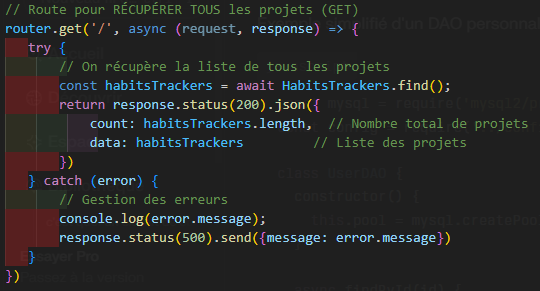 // Route pour RÉCUPÉRER TOUS les projets (GET)
router.get('/', async (request, response) => {
    try {
        // On récupère la liste de tous les projets
        const habitsTrackers = await HabitsTrackers.find();
        return response.status(200).json({
            count: habitsTrackers.length,  // Nombre total de projets
            data: habitsTrackers         // Liste des projets
        })
    } catch (error) {
        // Gestion des erreurs
        console.log(error.message);
        response.status(500).send({message: error.message})
    }
})